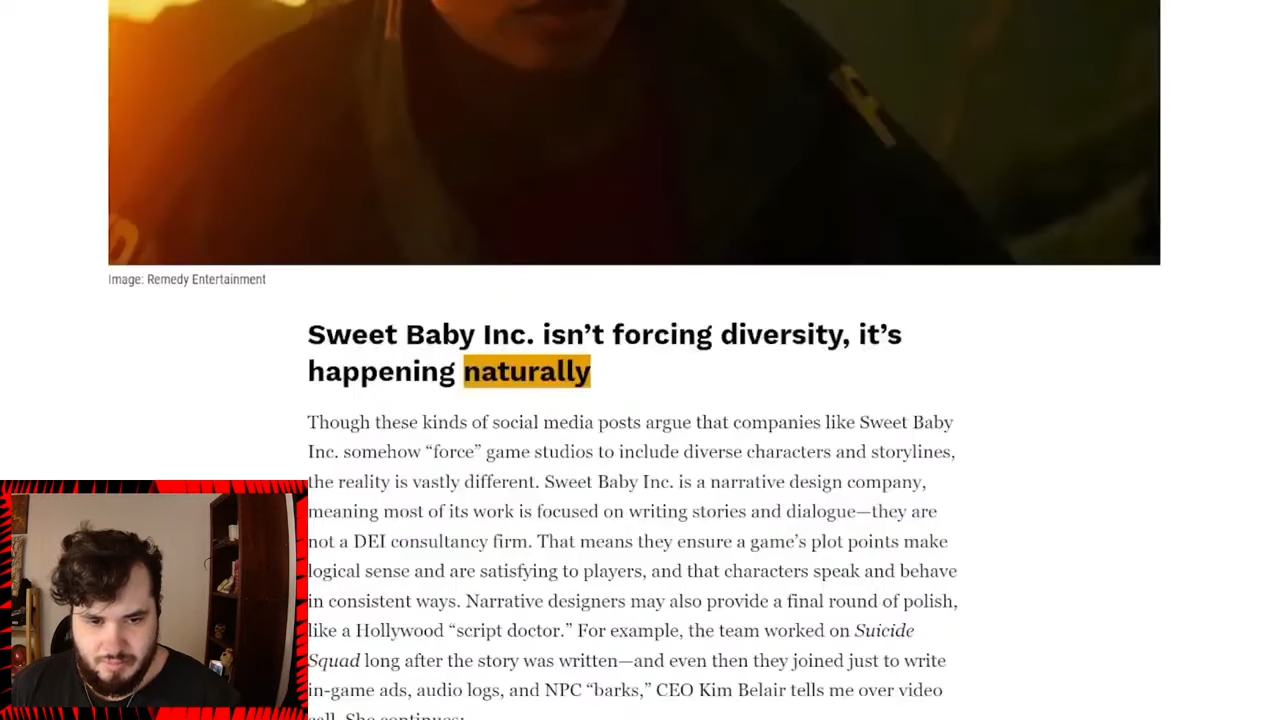 Image: Remedy Entertainment
Sweet Baby Inc. isn’t forcing diversity, it’s
happening naturally
Though these kinds of social media posts argue that companies like Sweet Baby
Inc. somehow “force” game studios to include diverse characters and storylines,
the reality is vastly different. Sweet Baby Inc. is a narrative design company,
meaning most of its work is focused on writing stories and dialogue—they are
not a DEI consultancy firm. That means they ensure a game’s plot points make
logical sense and are satisfying to players, and that characters speak and behave
in consistent ways. Narrative designers may also provide a final round of polish,
like a Hollywood “script doctor.” For example, the team worked on Suicide
Squad long after the story was written—and even then they joined just to write
in-game ads, audio logs, and NPC “barks,” CEO Kim Belair tells me over video
call. She continues: